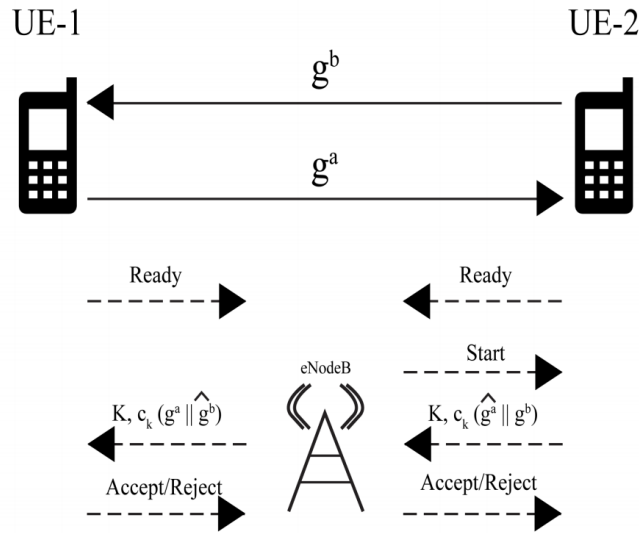 UE-1 UE-2
g^b
g^a
Ready Ready
Start
eNodeB
K, c_k (g^a || ĝ^b) K, c_k (ĝ^a || g^b)
Accept/Reject Accept/Reject